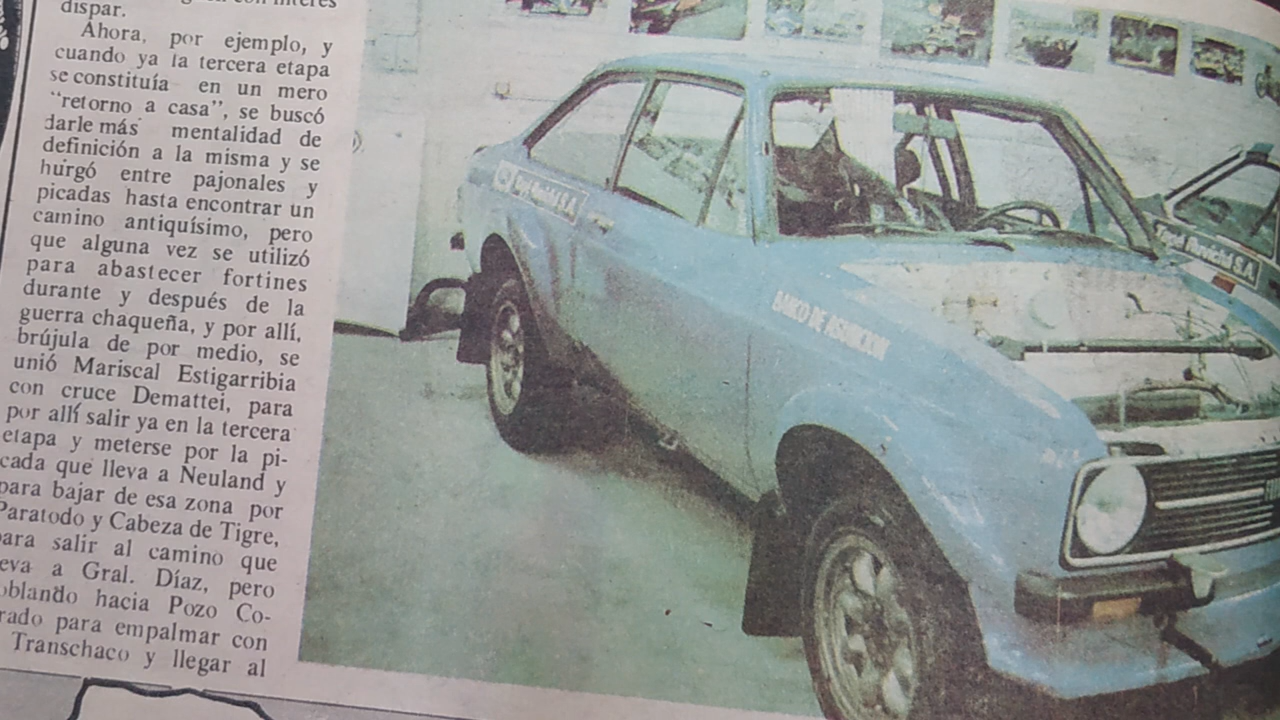 dispar.
Ahora, por ejemplo, y
cuando ya la tercera etapa
se constituía en un mero
"retorno a casa", se buscó
darle más mentalidad de
definición a la misma y se
hurgó entre pajonales y
picadas hasta encontrar un
camino antiquísimo, pero
que alguna vez se utilizó
para abastecer fortines
durante y después de la
guerra chaqueña, y por allí,
brújula de por medio, se
unió Mariscal Estigarribia
con cruce Demattei, para
por allí salir ya en la tercera
etapa y meterse por la pi-
cada que lleva a Neuland y
para bajar de esa zona por
Paratodo y Cabeza de Tigre,
para salir al camino que
eva a Gral. Díaz, pero
oblando hacia Pozo Co-
rado para empalmar con
Transchaco y llegar al
BANCO DE ASUNCION
S.A.
S.A.